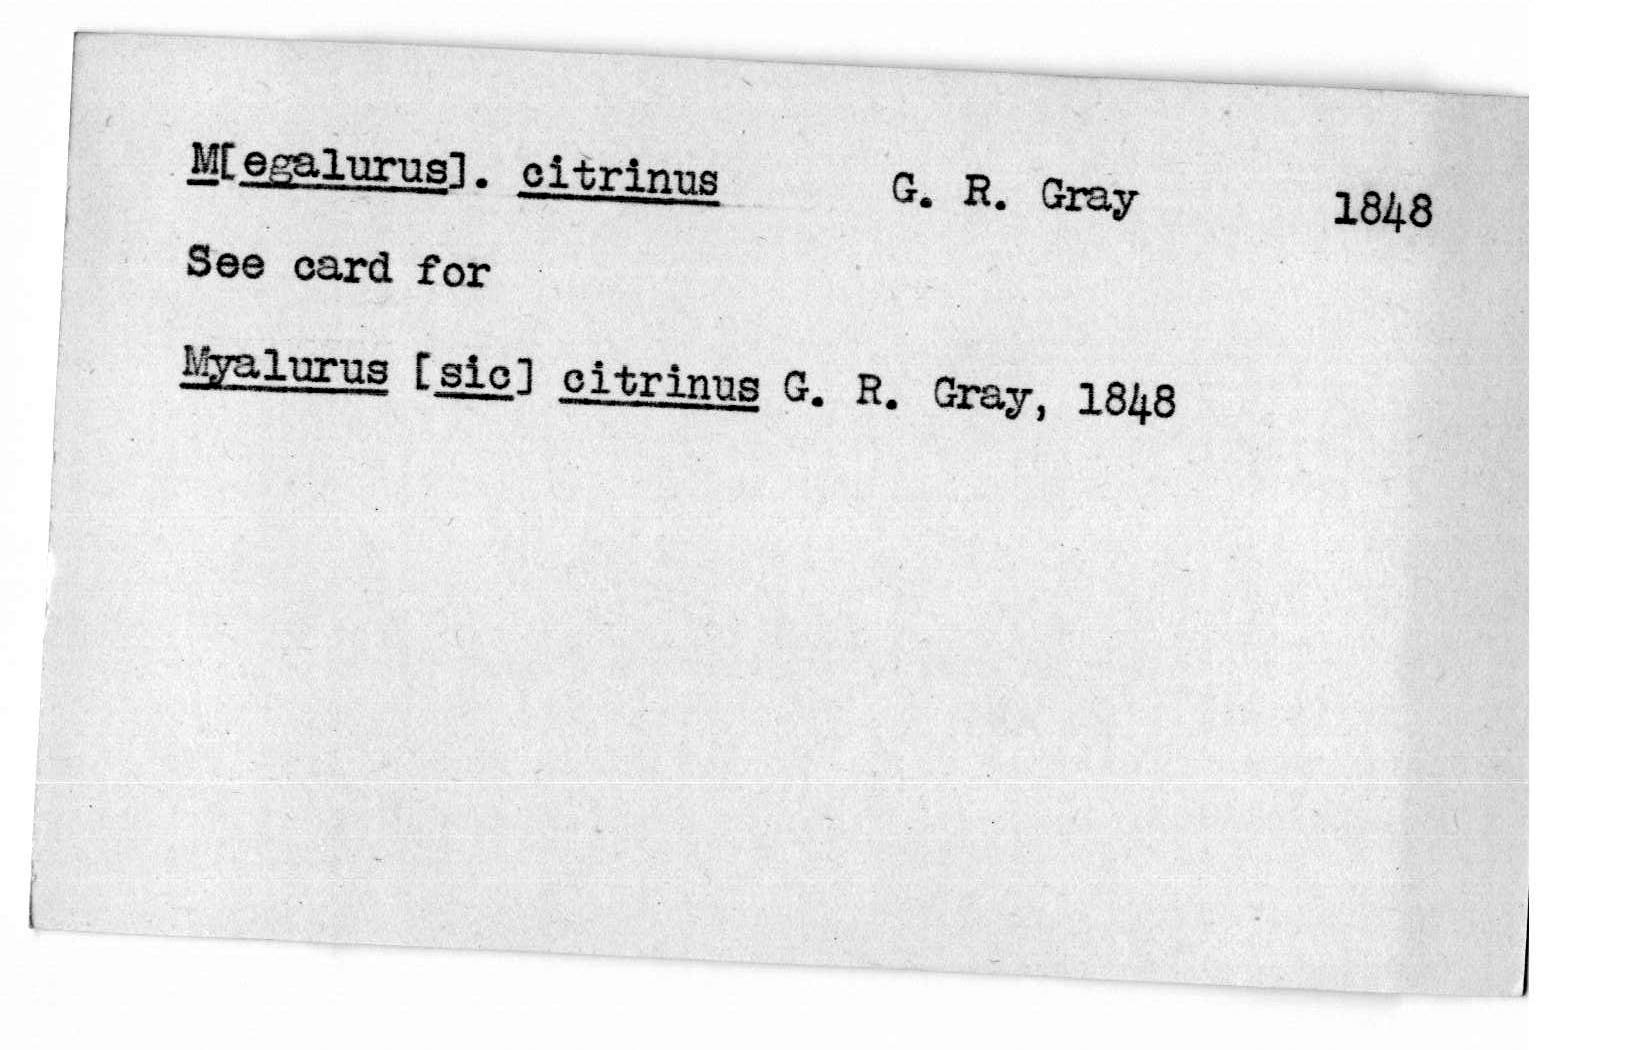 M[egalurus]. citrinus G. R. Gray 1848
See card for
Myalurus [sic] citrinus G. R. Gray, 1848